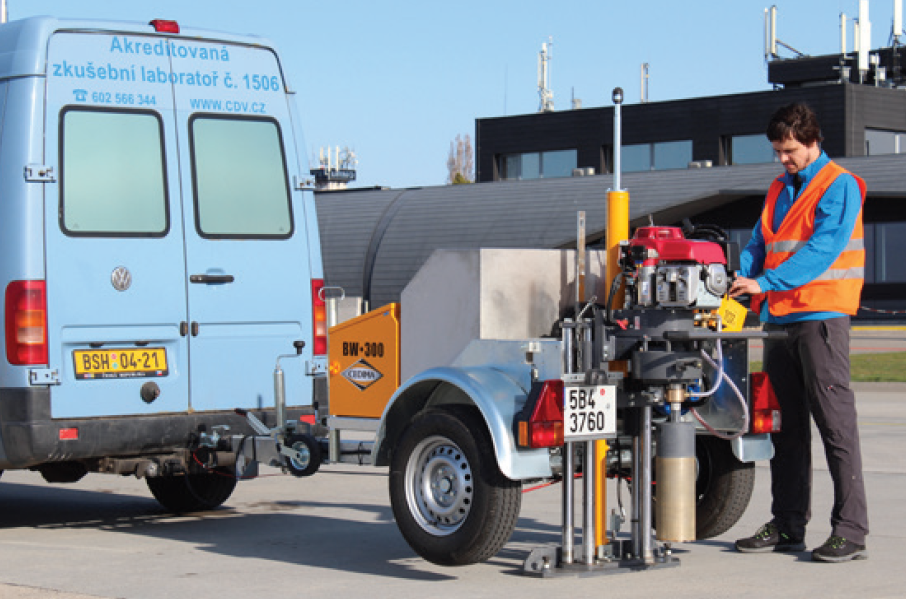 Akreditovaná
zkušební laboratoř č. 1506
☎ 602 566 344
www.cdv.cz
BSH 04-21
BW-300
CEDIMA
5B4
3760